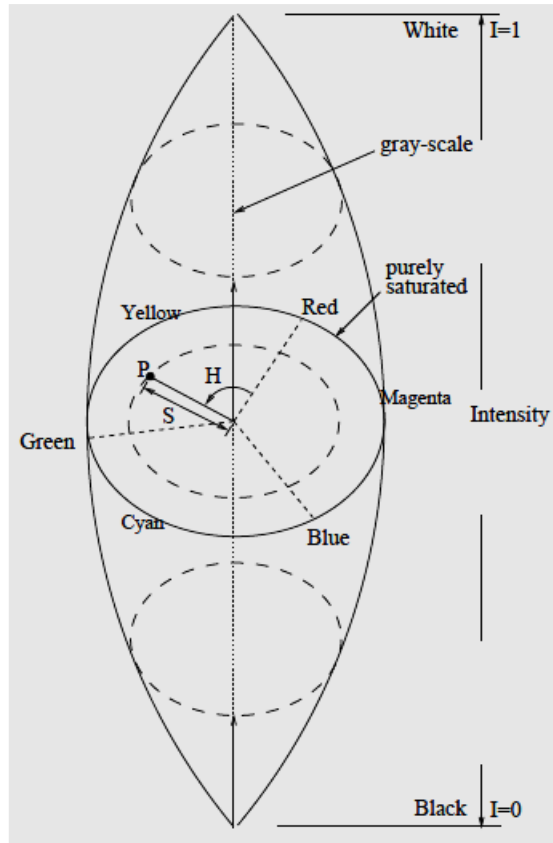 White I=1
gray-scale
purely
saturated
Yellow
Red
P
H
Magenta
S
Intensity
Green
Cyan
Blue
Black I=0